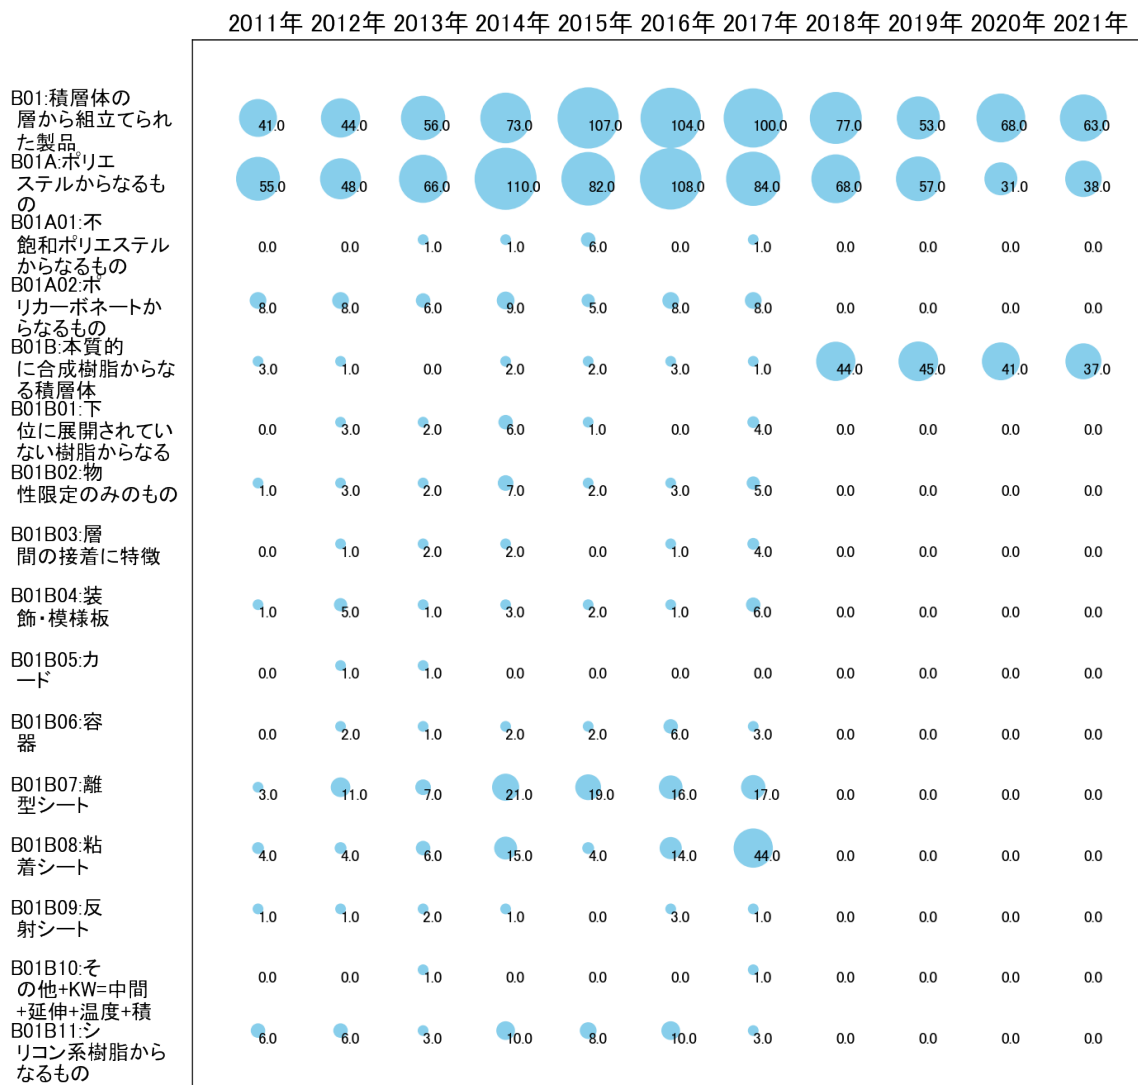 2011年 2012年 2013年 2014年 2015年 2016年 2017年 2018年 2019年 2020年 2021年
B01:積層体の
層から組立てられ
た製品
41.0 44.0 56.0 73.0 107.0 104.0 100.0 77.0 53.0 68.0 63.0
B01A:ポリエ
ステルからなるも
の
55.0 48.0 66.0 110.0 82.0 108.0 84.0 68.0 57.0 31.0 38.0
B01A01:不
飽和ポリエステル
からなるもの
0.0 0.0 1.0 1.0 6.0 0.0 1.0 0.0 0.0 0.0 0.0
B01A02:ポ
リカーボネートか
らなるもの
8.0 8.0 6.0 9.0 5.0 8.0 8.0 0.0 0.0 0.0 0.0
B01B:本質的
に合成樹脂からな
る積層体
3.0 1.0 0.0 2.0 2.0 3.0 1.0 44.0 45.0 41.0 37.0
B01B01:下
位に展開されてい
ない樹脂からなる
0.0 3.0 2.0 6.0 1.0 0.0 4.0 0.0 0.0 0.0 0.0
B01B02:物
性限定のみのもの
1.0 3.0 2.0 7.0 2.0 3.0 5.0 0.0 0.0 0.0 0.0
B01B03:層
間の接着に特徴
0.0 1.0 2.0 2.0 0.0 1.0 4.0 0.0 0.0 0.0 0.0
B01B04:装
飾・模様板
1.0 5.0 1.0 3.0 2.0 1.0 6.0 0.0 0.0 0.0 0.0
B01B05:カ
ード
0.0 1.0 1.0 0.0 0.0 0.0 0.0 0.0 0.0 0.0 0.0
B01B06:容
器
0.0 2.0 1.0 2.0 2.0 6.0 3.0 0.0 0.0 0.0 0.0
B01B07:離
型シート
3.0 11.0 7.0 21.0 19.0 16.0 17.0 0.0 0.0 0.0 0.0
B01B08:粘
着シート
4.0 4.0 6.0 15.0 4.0 14.0 44.0 0.0 0.0 0.0 0.0
B01B09:反
射シート
1.0 1.0 2.0 1.0 0.0 3.0 1.0 0.0 0.0 0.0 0.0
B01B10:そ
の他+KW=中間
+延伸+温度+積
0.0 0.0 1.0 0.0 0.0 0.0 1.0 0.0 0.0 0.0 0.0
B01B11:シ
リコン系樹脂から
なるもの
6.0 6.0 3.0 10.0 8.0 10.0 3.0 0.0 0.0 0.0 0.0